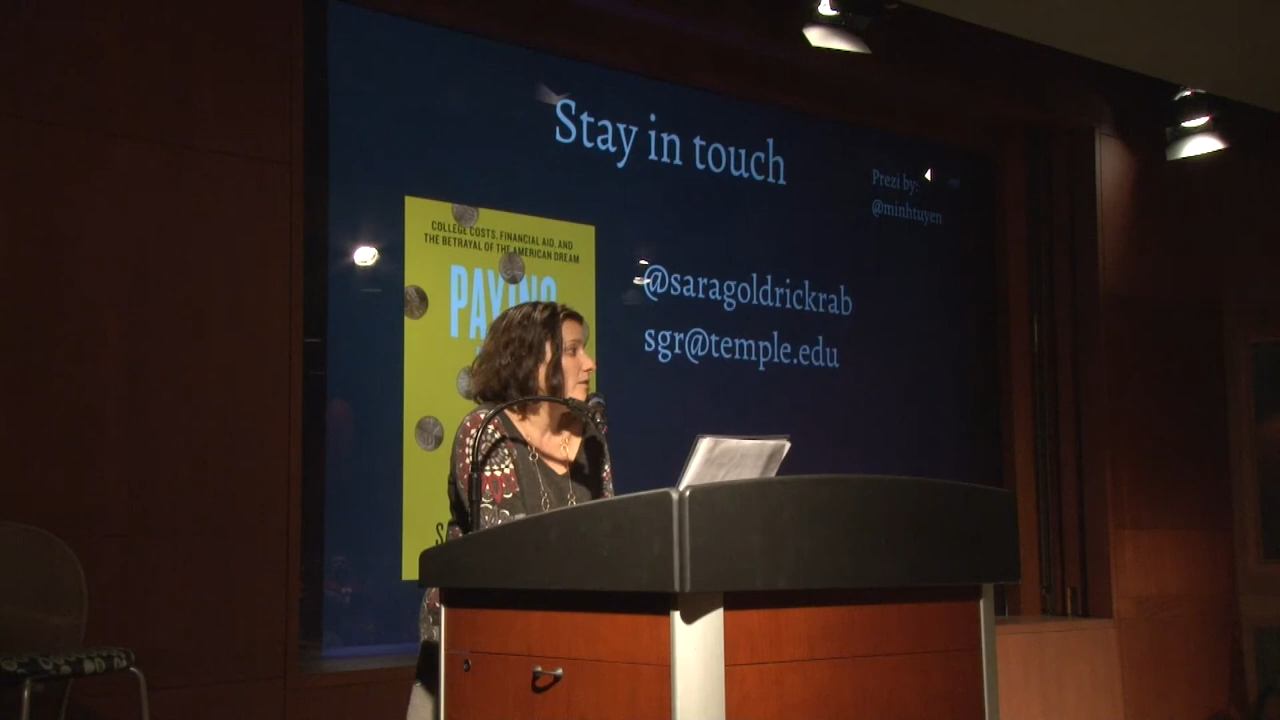 Stay in touch
Prezi by:
@minhtuyen
COLLEGE COSTS, FINANCIAL AID, AND
THE BETRAYAL OF THE AMERICAN DREAM
PAYING
@saragoldrickrab
sgr@temple.edu
S